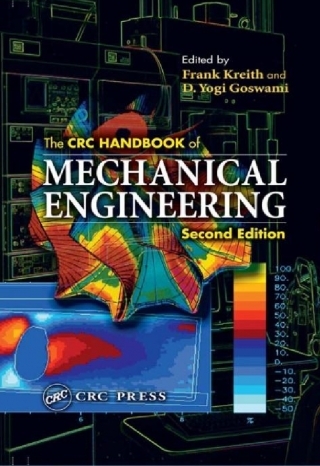 Edited by
Frank Kreith and
D. Yogi Goswami
The CRC HANDBOOK of
MECHANICAL
ENGINEERING
Second Edition
100.
90.
80.
70.
60.
50.
40.
30.
20.
10.
0.
-10.
-20.
-30.
-40.
-50
CRC CRC PRESS